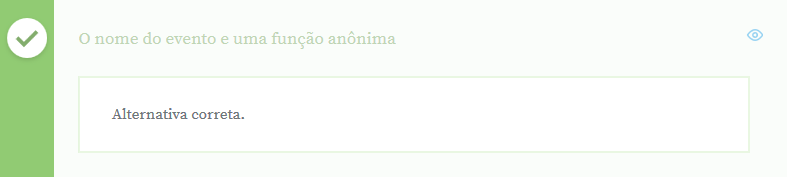 O nome do evento e uma função anônima
Alternativa correta.